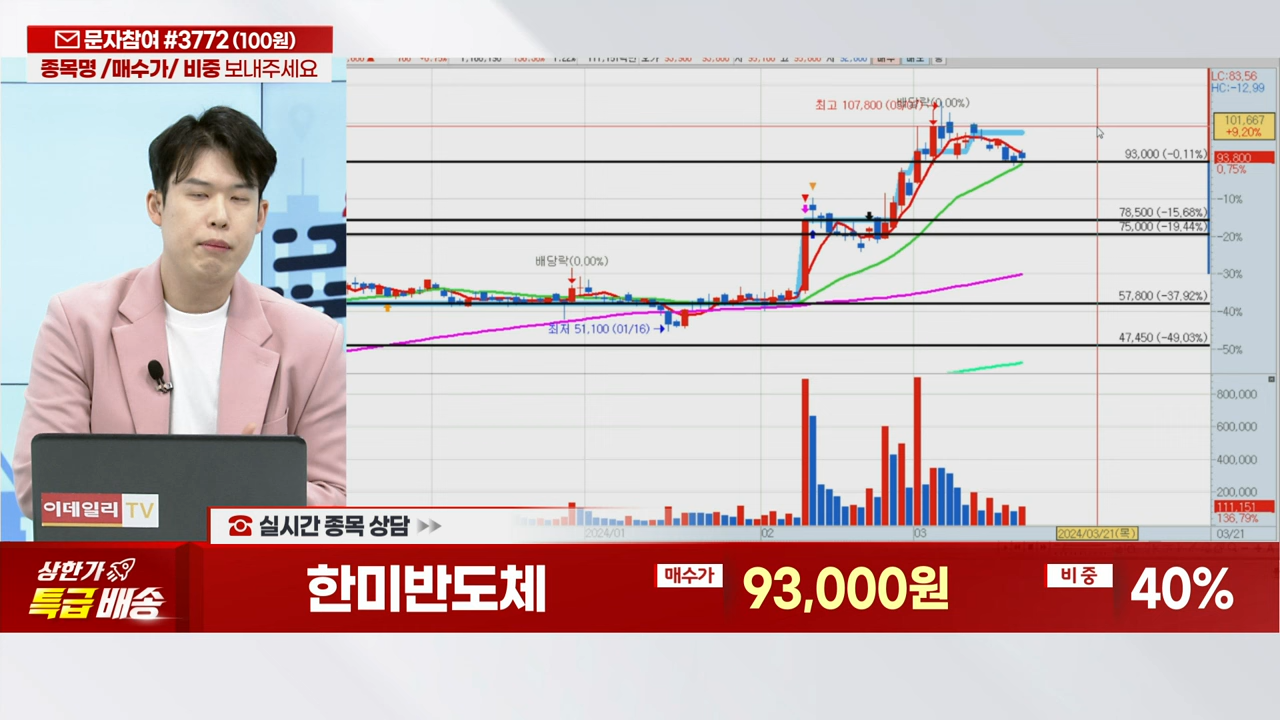 문자참여 #3772 (100원)
종목명 /매수가/ 비중 보내주세요
LC:83,56
HC:-12,99
최고 107,800
배당락(0,00%)
101,667
+9,20%
93,000 (-0,11%)
93,800
0,75%
-10%
78,500 (-15,68%)
75,000 (-19,44%)
-20%
배당락(0,00%)
-30%
57,800 (-37,92%)
-40%
최저 51,100 (01/16)
47,450 (-49,03%)
-50%
800,000
600,000
400,000
200,000
111,151
136,79%
2024/01
02
03
2024/03/21(목)
03/21
이데일리 TV
실시간 종목 상담
상한가
특급 배송
한미반도체
매수가
93,000원
비중
40%